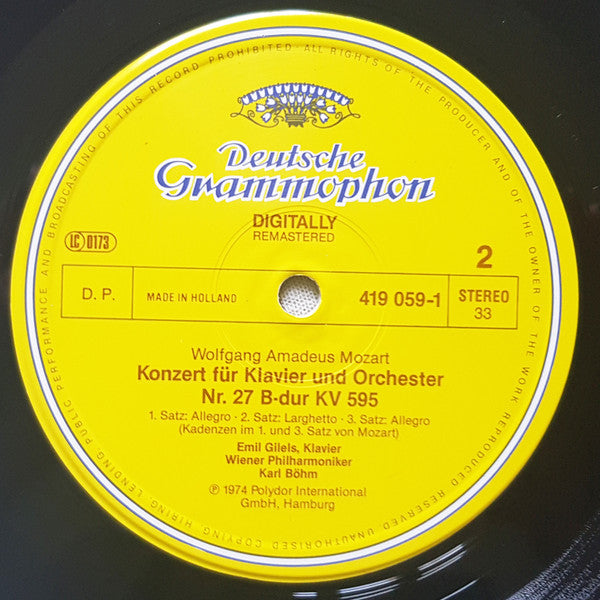 ALL RIGHTS OF THE PRODUCER AND OF THE OWNER OF THE WORK REPRODUCED RESERVED UNAUTHORISED COPYING, HIRING, LENDING, PUBLIC PERFORMANCE AND BROADCASTING OF THIS RECORD PROHIBITED ·
Deutsche
Grammophon
DIGITALLY
REMASTERED
LC 0173
2
D. P.
MADE IN HOLLAND
419 059-1
STEREO
33
Wolfgang Amadeus Mozart
Konzert für Klavier und Orchester
Nr. 27 B-dur KV 595
1. Satz: Allegro · 2. Satz: Larghetto · 3. Satz: Allegro
(Kadenzen im 1. und 3. Satz von Mozart)
Emil Gilels, Klavier
Wiener Philharmoniker
Karl Böhm
℗ 1974 Polydor International
GmbH, Hamburg